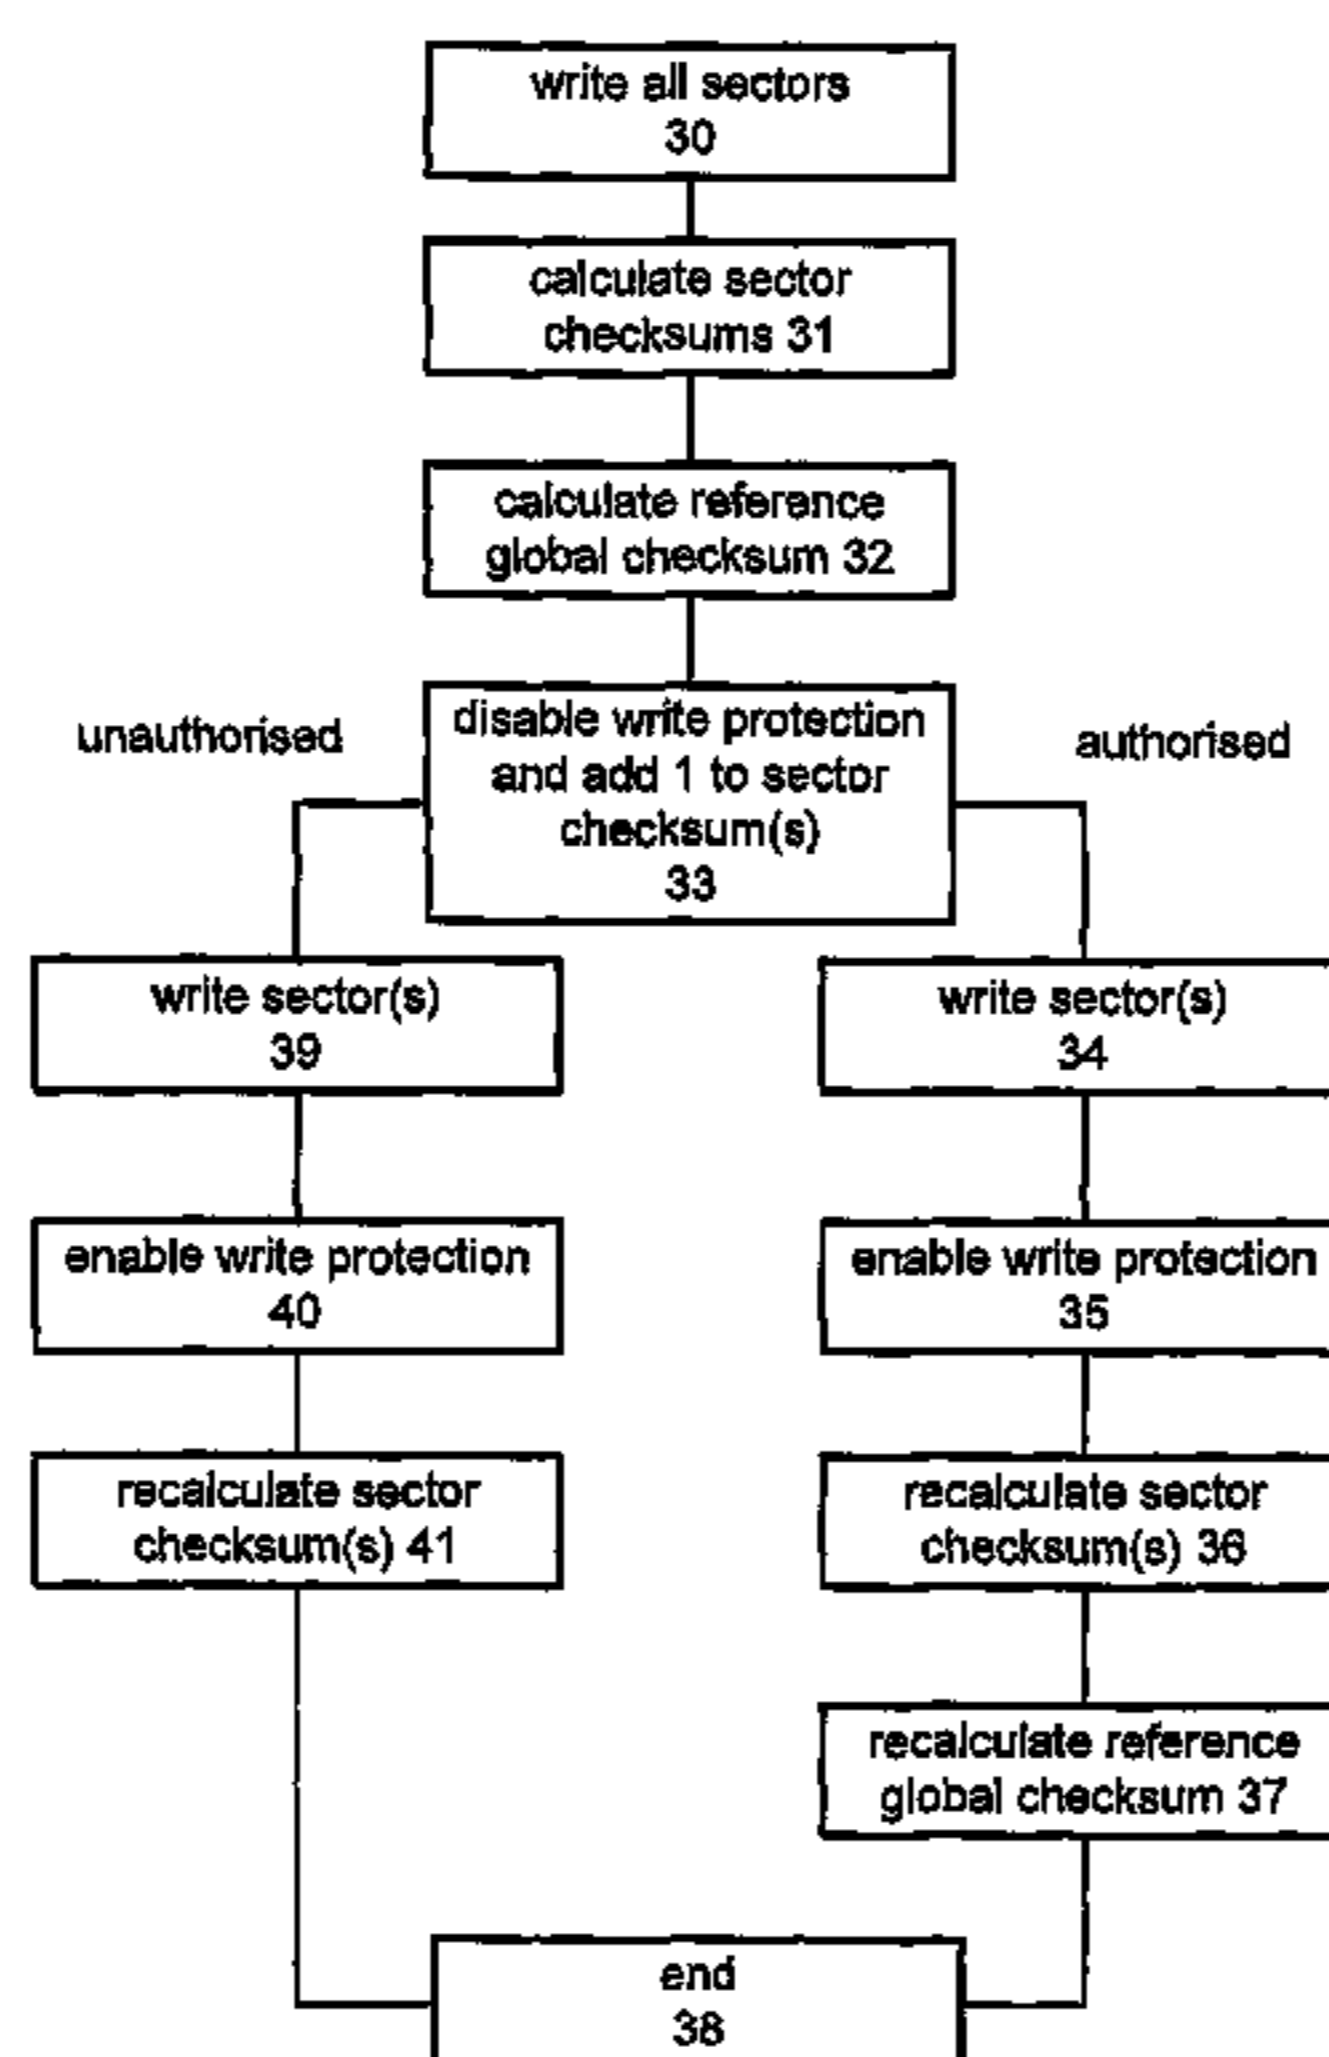 write all sectors
30
calculate sector
checksums 31
calculate reference
global checksum 32
disable write protection
and add 1 to sector
checksum(s)
33
unauthorised
authorised
write sector(s)
39
write sector(s)
34
enable write protection
40
enable write protection
35
recalculate sector
checksum(s) 41
recalculate sector
checksum(s) 36
recalculate reference
global checksum 37
end
38